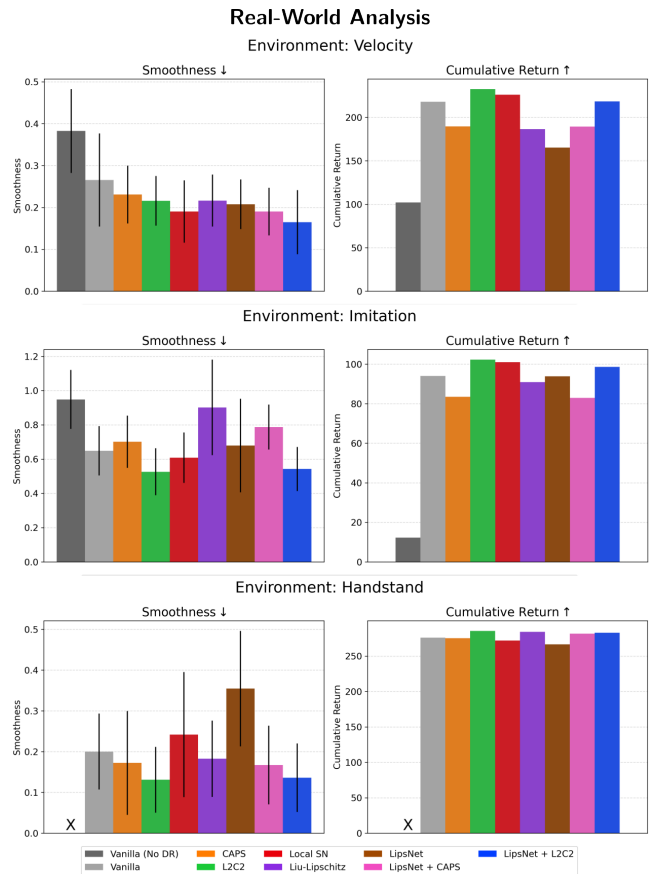 Real-World Analysis
Environment: Velocity
Smoothness ↓
Cumulative Return ↑
0.5
0.4
0.3
0.2
0.1
0.0
Smoothness
200
150
100
50
0
Cumulative Return
Environment: Imitation
Smoothness ↓
Cumulative Return ↑
1.2
1.0
0.8
0.6
0.4
0.2
0.0
Smoothness
100
80
60
40
20
0
Cumulative Return
Environment: Handstand
Smoothness ↓
Cumulative Return ↑
0.5
0.4
0.3
0.2
0.1
0.0
Smoothness
X
250
200
150
100
50
0
Cumulative Return
X
Vanilla (No DR)
Vanilla
CAPS
L2C2
Local SN
Liu-Lipschitz
LipsNet
LipsNet + CAPS
LipsNet + L2C2